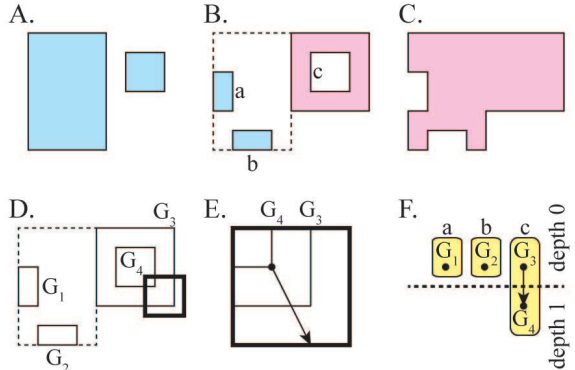 A. B. C.
a
c
b
D. E. F.
G3
G4
G1
G2
G4 G3
a b c
G1 G2 G3
G4
depth 0
depth 1